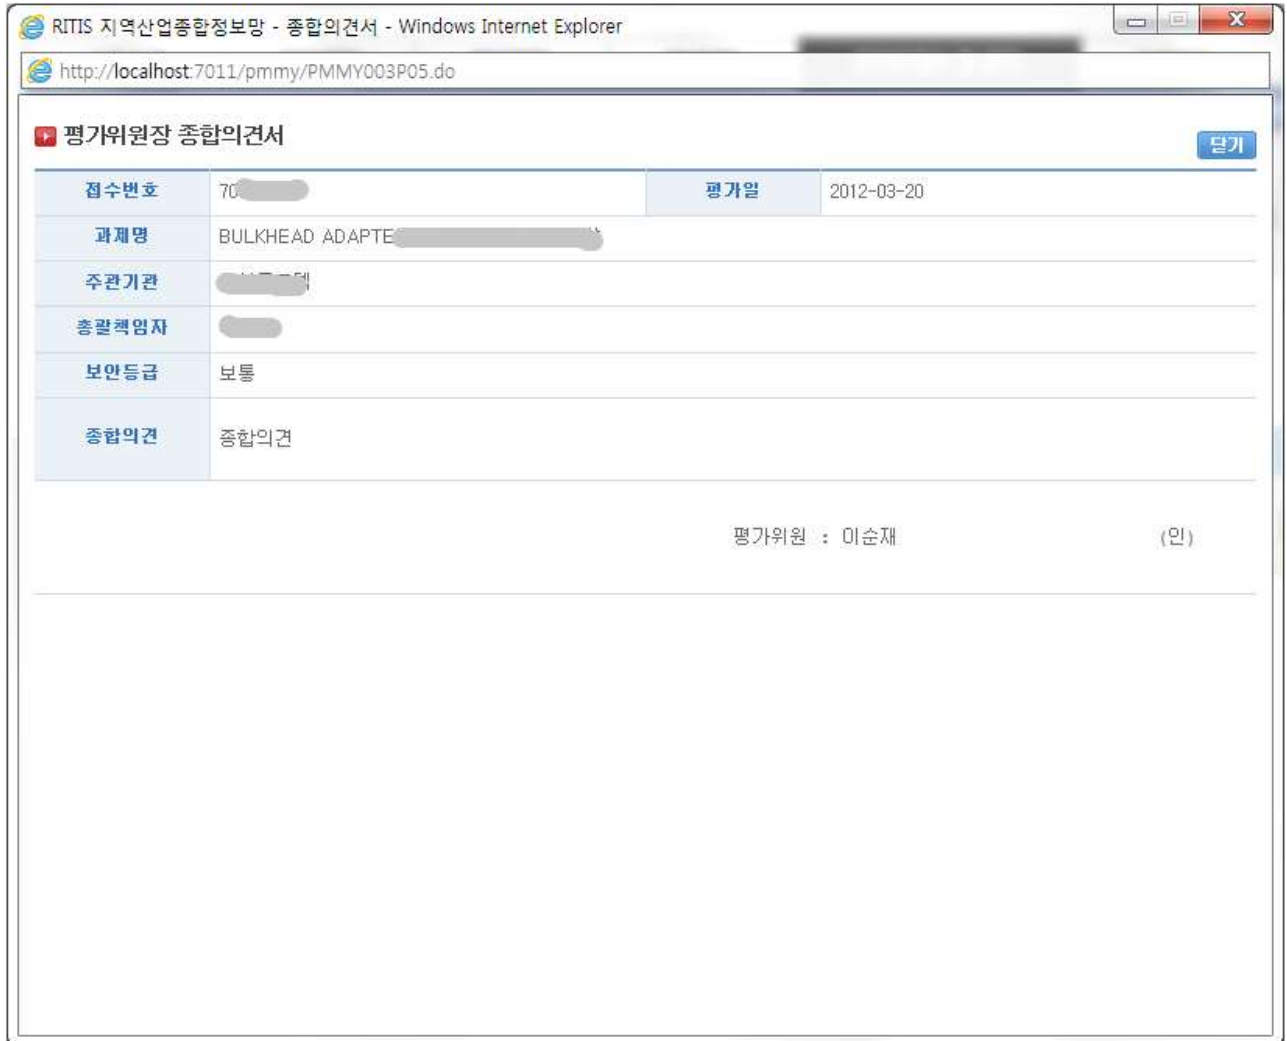 RITIS 지역산업종합정보망 - 종합의견서 - Windows Internet Explorer
http://localhost:7011/pmmy/PMMY003P05.do
평가위원장 종합의견서
닫기
접수번호 70 평가일 2012-03-20
과제명 BULKHEAD ADAPTE
주관기관
총괄책임자
보안등급 보통
종합의견 종합의견
평가위원 : 이순재 (인)